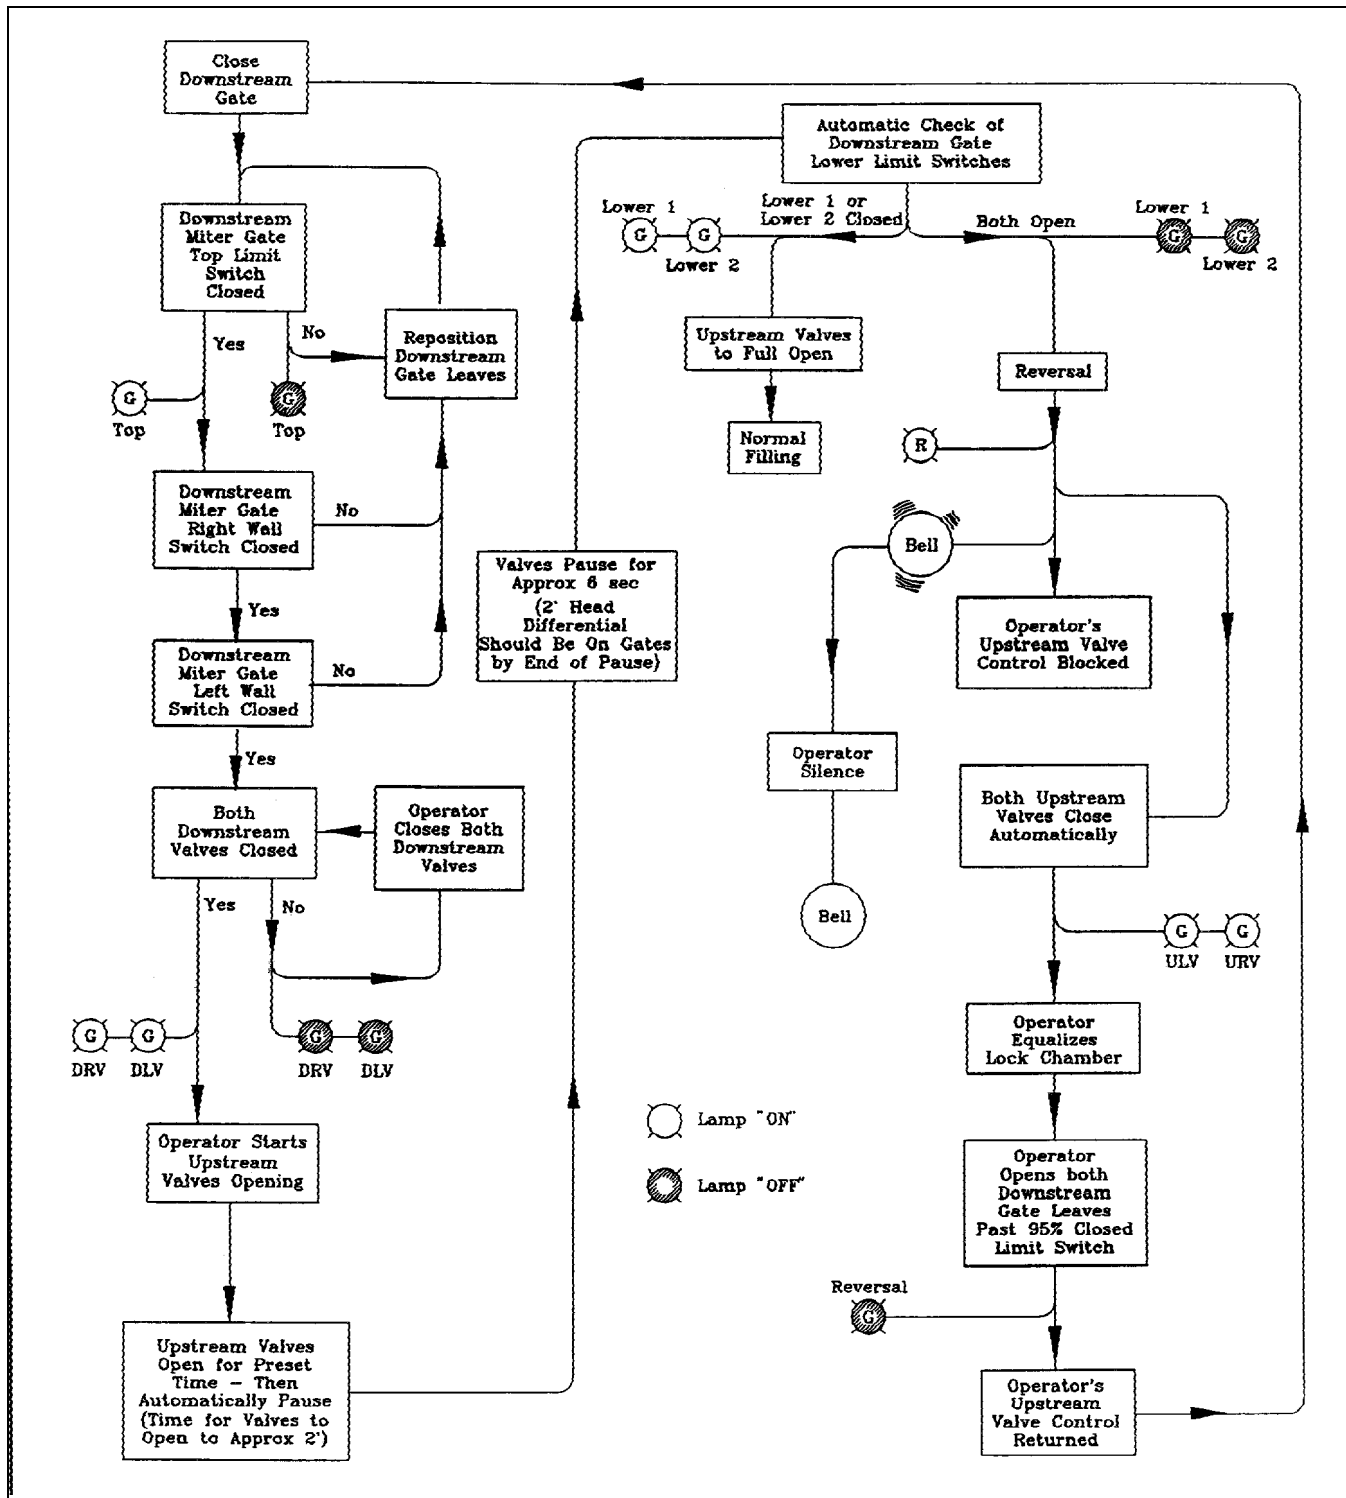 Close
Downstream
Gate
Downstream
Miter Gate
Top Limit
Switch
Closed
Yes
No
G
Top
G
Top
Reposition
Downstream
Gate Leaves
Downstream
Miter Gate
Right Wall
Switch Closed
No
Yes
Downstream
Miter Gate
Left Wall
Switch Closed
No
Yes
Both
Downstream
Valves Closed
Operator
Closes Both
Downstream
Valves
Yes
No
G
G
DRV
DLV
G
G
DRV
DLV
Operator Starts
Upstream
Valves Opening
Upstream Valves
Open for Preset
Time - Then
Automatically Pause
(Time for Valves to
Open to Approx 2')
Valves Pause for
Approx 6 sec
(2' Head
Differential
Should Be On Gates
by End of Pause)
Automatic Check of
Downstream Gate
Lower Limit Switches
Lower 1
G
G
Lower 2
Lower 1 or
Lower 2 Closed
Both Open
Lower 1
G
G
Lower 2
Upstream Valves
to Full Open
Normal
Filling
Reversal
R
Bell
Operator's
Upstream Valve
Control Blocked
Operator
Silence
Bell
Both Upstream
Valves Close
Automatically
G
G
ULV
URV
Operator
Equalizes
Lock Chamber
Operator
Opens both
Downstream
Gate Leaves
Past 95% Closed
Limit Switch
Reversal
G
Operator's
Upstream
Valve Control
Returned
Lamp "ON"
Lamp "OFF"